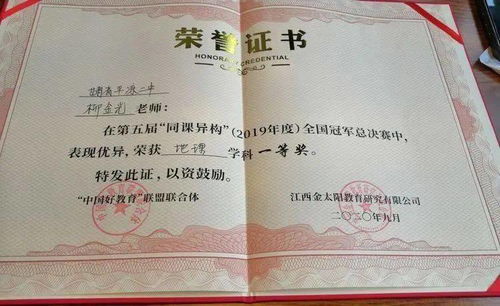 荣誉证书
HONORARY CREDENTIAL
甘肃省平凉二中
柳金光老师：
在第五届“同课异构”（2019年度）全国冠军总决赛中，
表现优异，荣获 地理 学科一等奖。
特发此证，以资鼓励。
“中国好教育”联盟联合体 江西金太阳教育研究有限公司
二〇二〇年九月